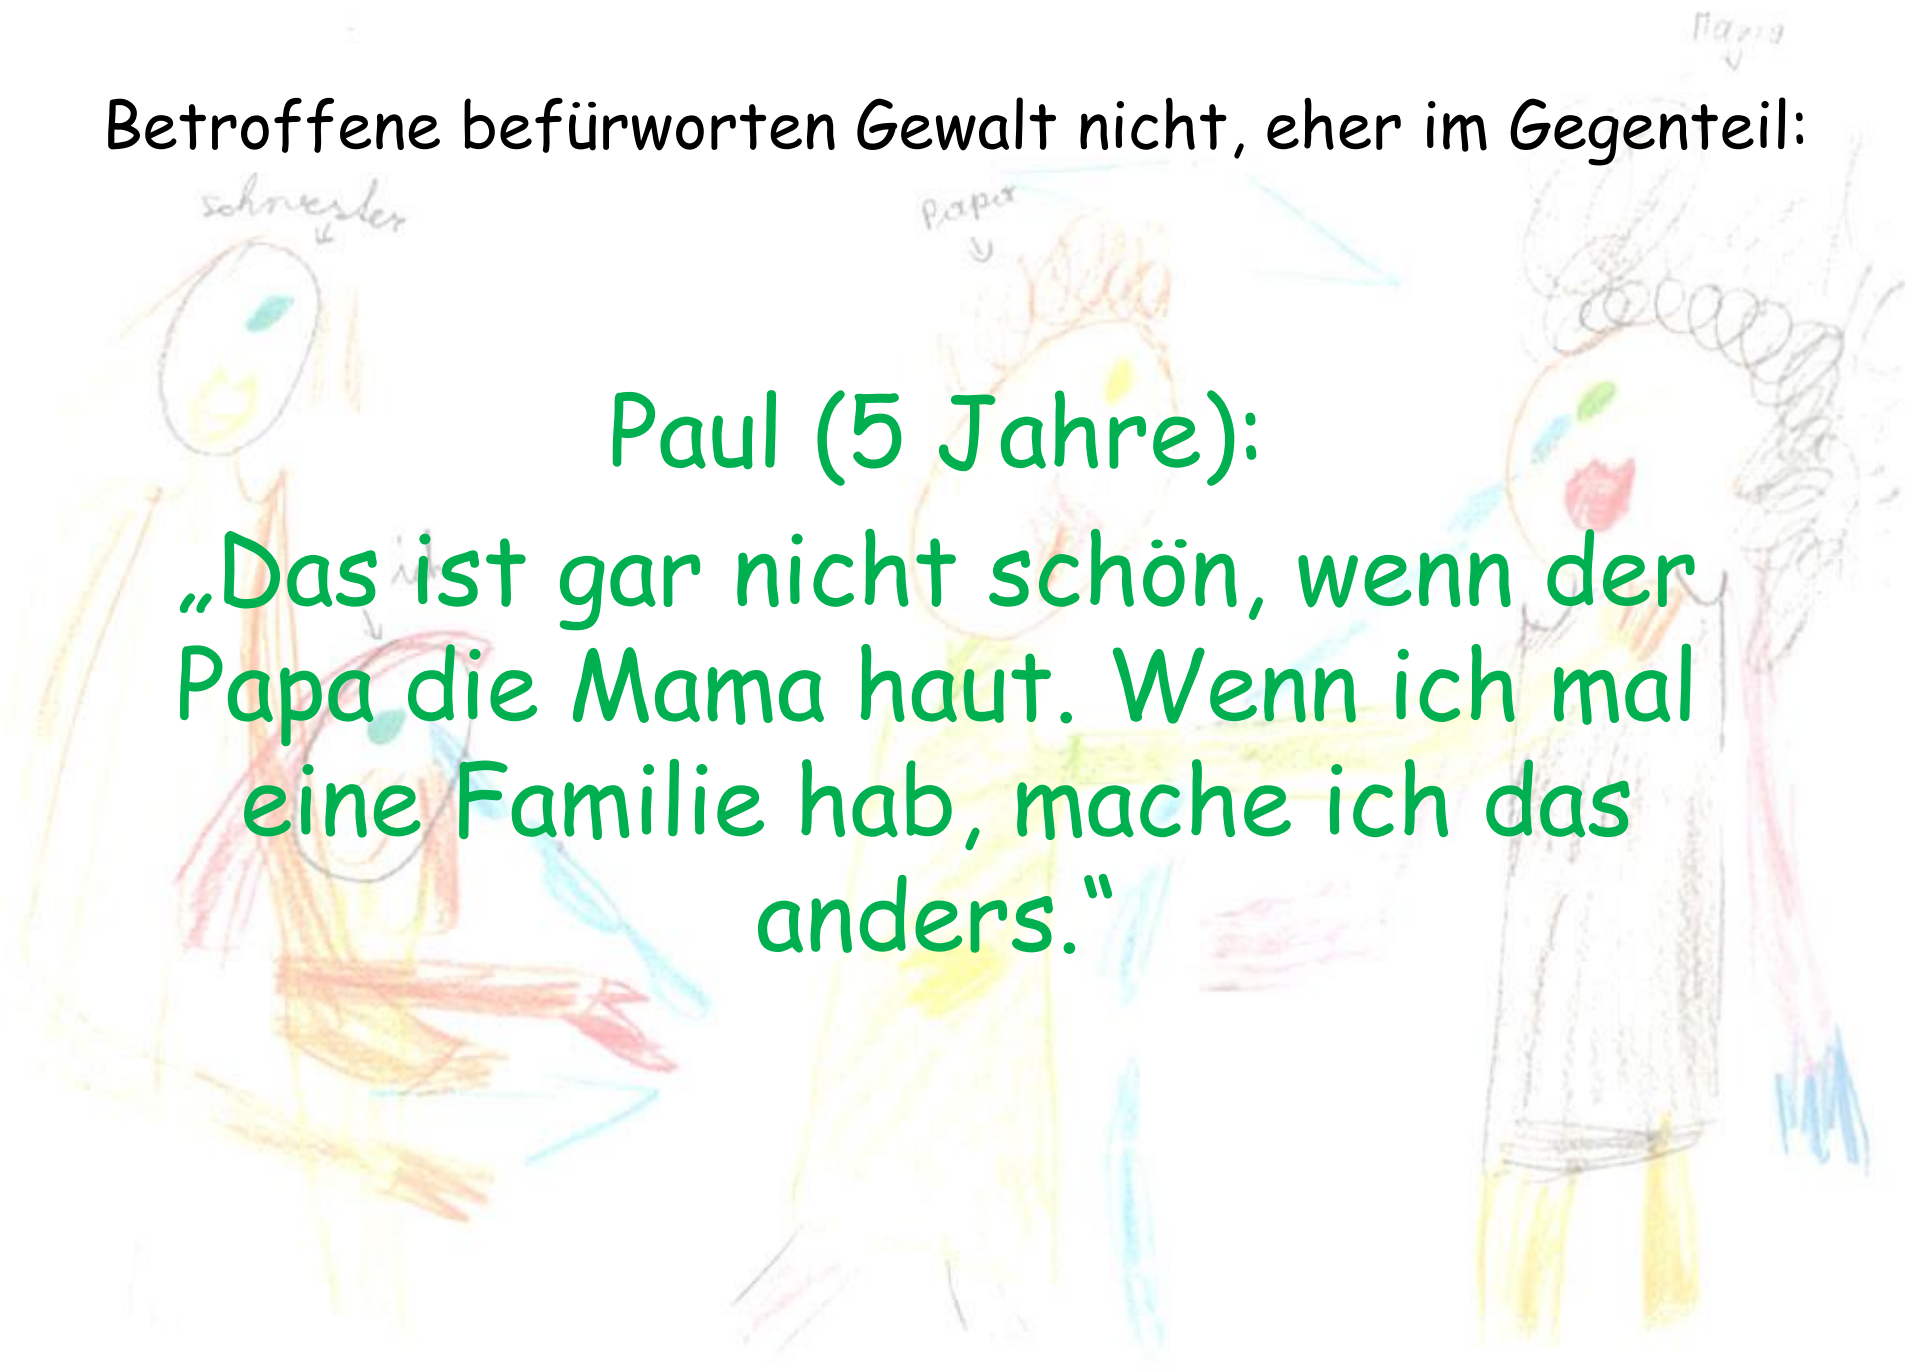 Mama
Betroffene befürworten Gewalt nicht, eher im Gegenteil:
schwester
Papa
Paul (5 Jahre):
„Das ist gar nicht schön, wenn der
ich
Papa die Mama haut. Wenn ich mal
eine Familie hab, mache ich das
anders.“